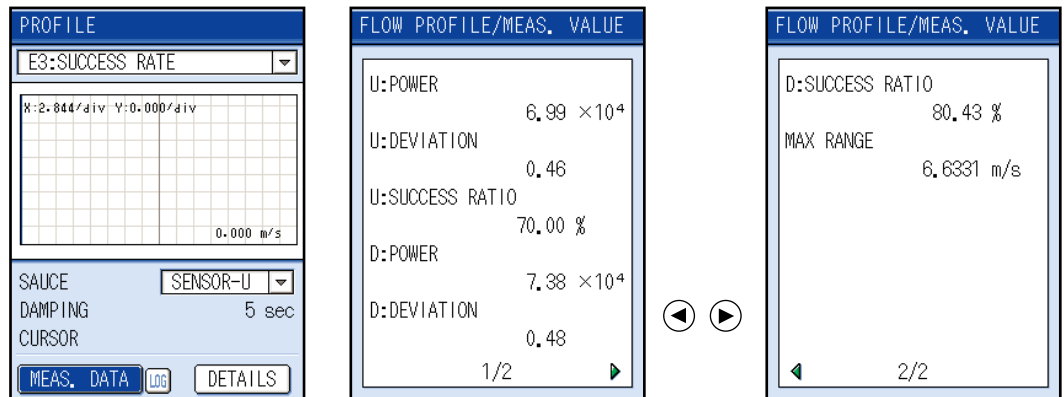 PROFILE
E3:SUCCESS RATE
X:2.844/div Y:0.000/div
0.000 m/s
SAUCE SENSOR-U
DAMPING 5 sec
CURSOR
MEAS. DATA LOG DETAILS
FLOW PROFILE/MEAS. VALUE
U:POWER
6.99 ×10⁴
U:DEVIATION
0.46
U:SUCCESS RATIO
70.00 %
D:POWER
7.38 ×10⁴
D:DEVIATION
0.48
1/2
FLOW PROFILE/MEAS. VALUE
D:SUCCESS RATIO
80.43 %
MAX RANGE
6.6331 m/s
2/2